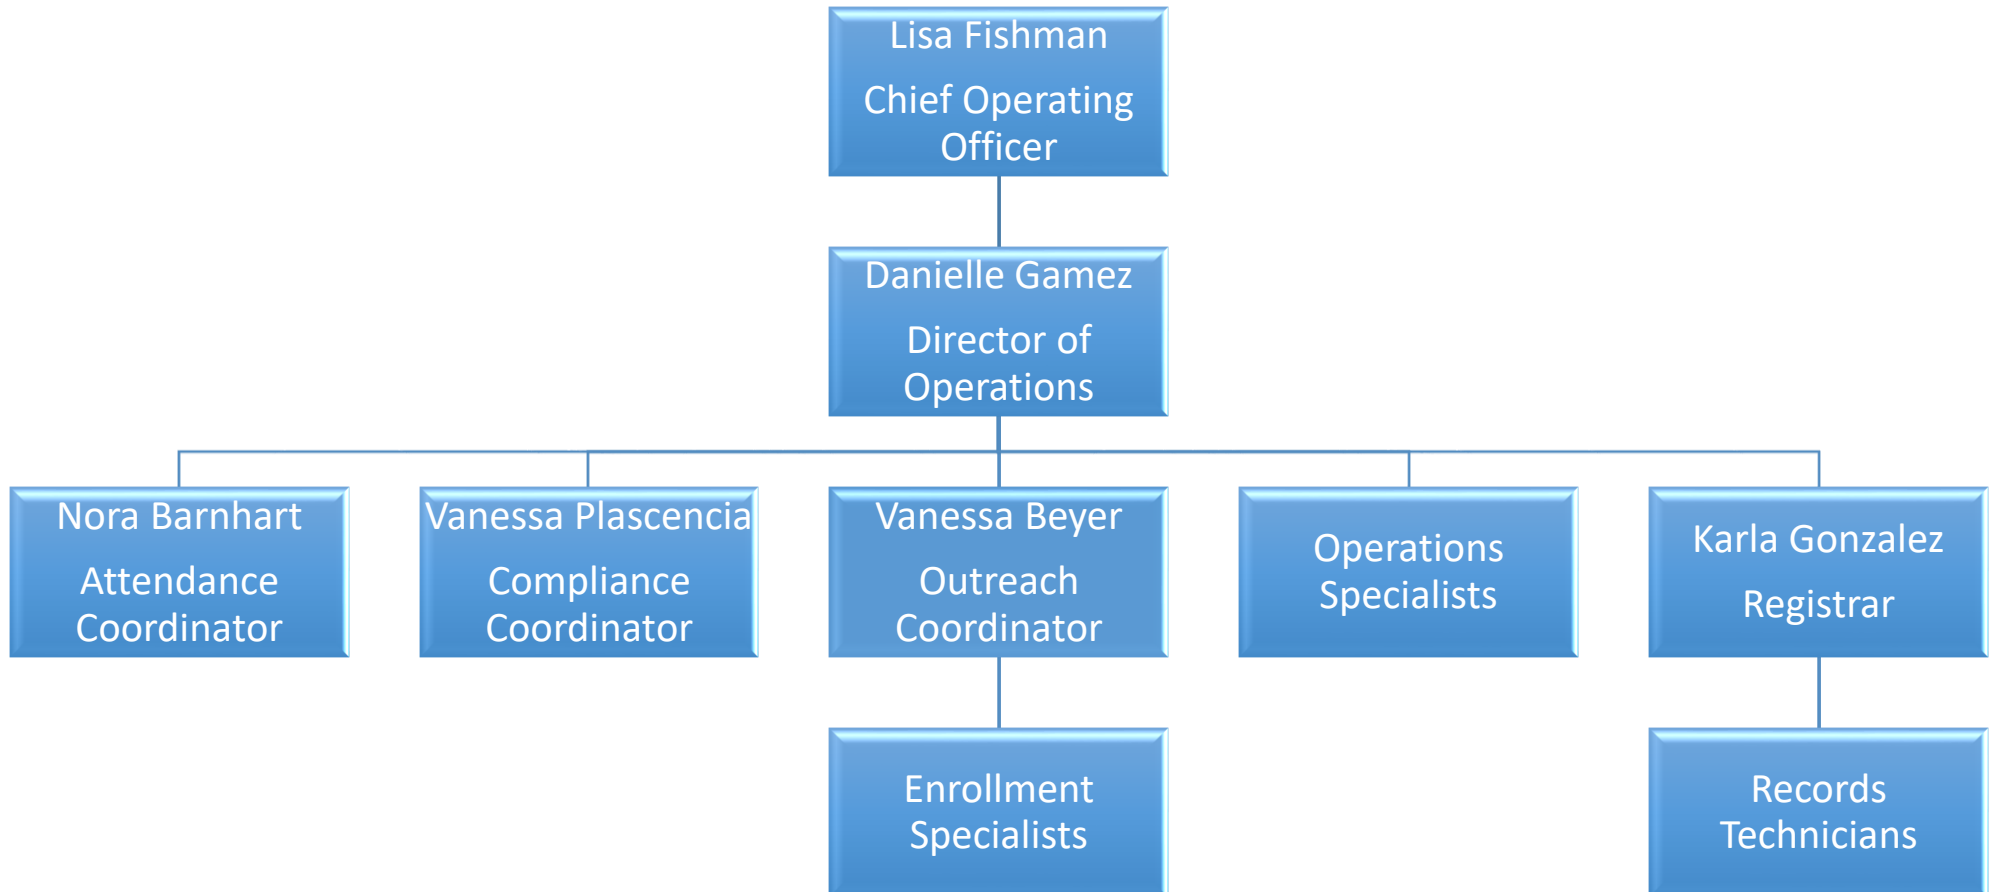 Lisa Fishman
Chief Operating
Officer
Danielle Gamez
Director of
Operations
Nora Barnhart
Attendance
Coordinator
Vanessa Plascencia
Compliance
Coordinator
Vanessa Beyer
Outreach
Coordinator
Operations
Specialists
Karla Gonzalez
Registrar
Enrollment
Specialists
Records
Technicians